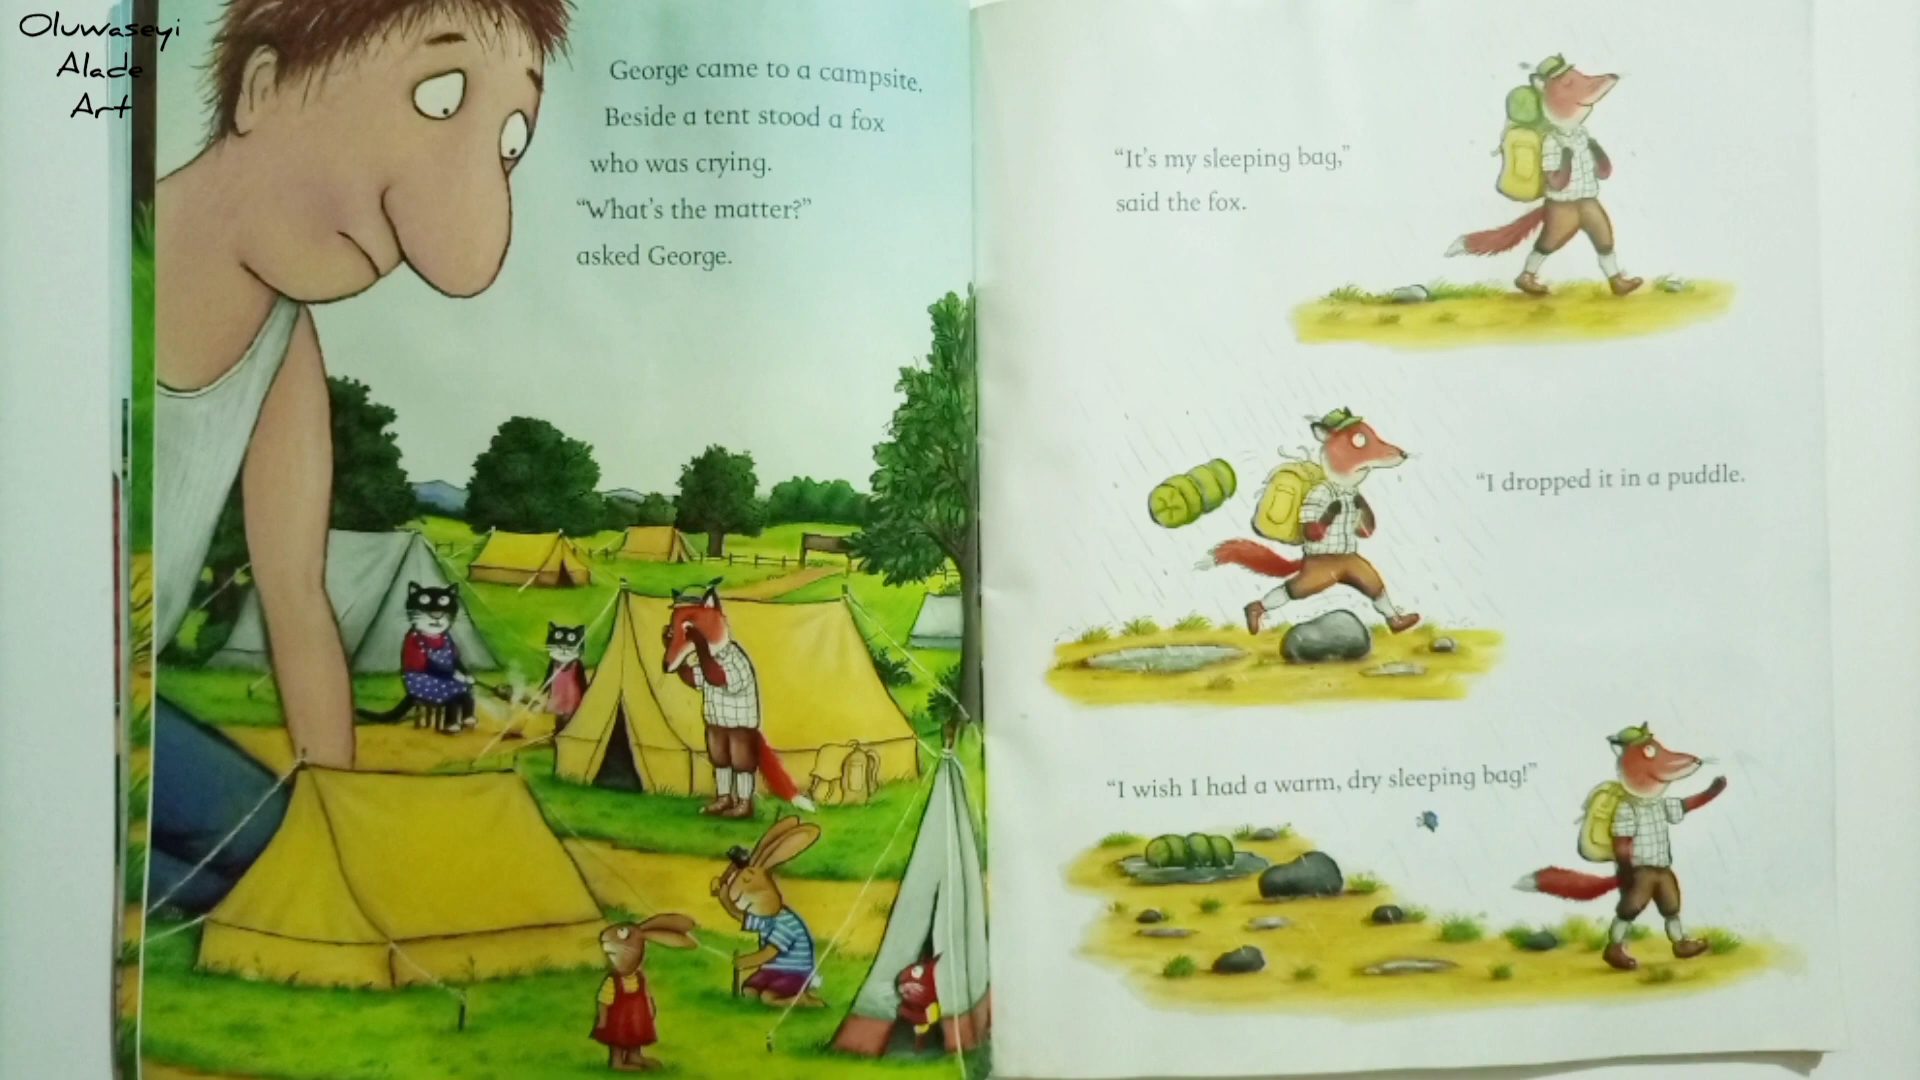 Oluwaseyi
Alade
Art
George came to a campsite.
Beside a tent stood a fox
who was crying.
“What’s the matter?”
asked George.
“It’s my sleeping bag,”
said the fox.
“I dropped it in a puddle.
“I wish I had a warm, dry sleeping bag!”